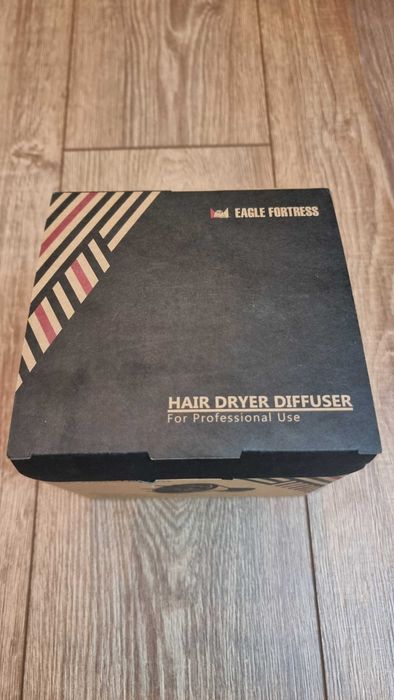 EAGLE FORTRESS
HAIR DRYER DIFFUSER
For Professional Use